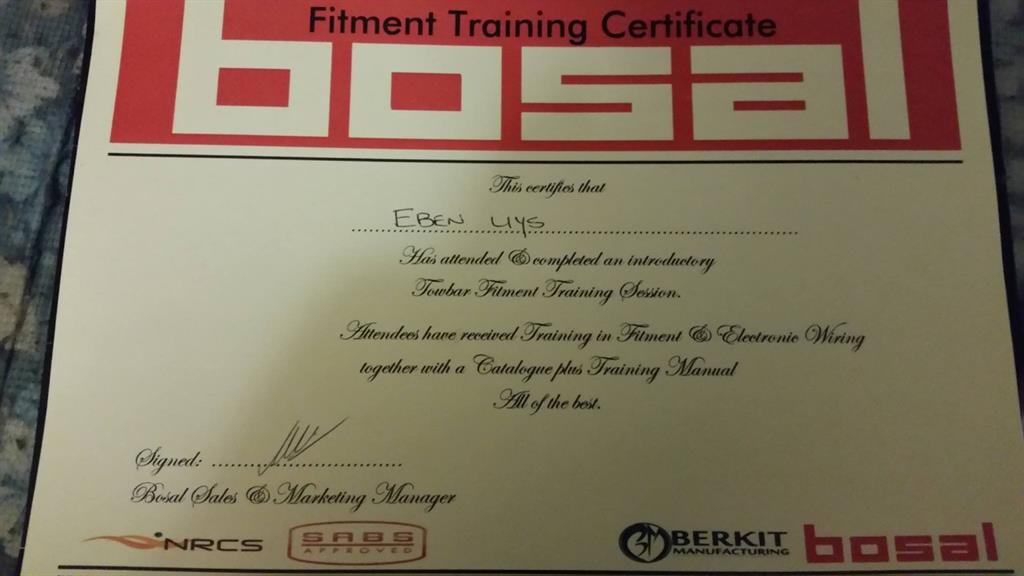 Fitment Training Certificate
bosal
This certifies that
EBEN UYS
Has attended & completed an introductory
Towbar Fitment Training Session.
Attendees have received Training in Fitment & Electronic Wiring
together with a Catalogue plus Training Manual
All of the best.
Signed:
Bosal Sales & Marketing Manager
NRCS
SABS
APPROVED
BM BERKIT
MANUFACTURING
bosal